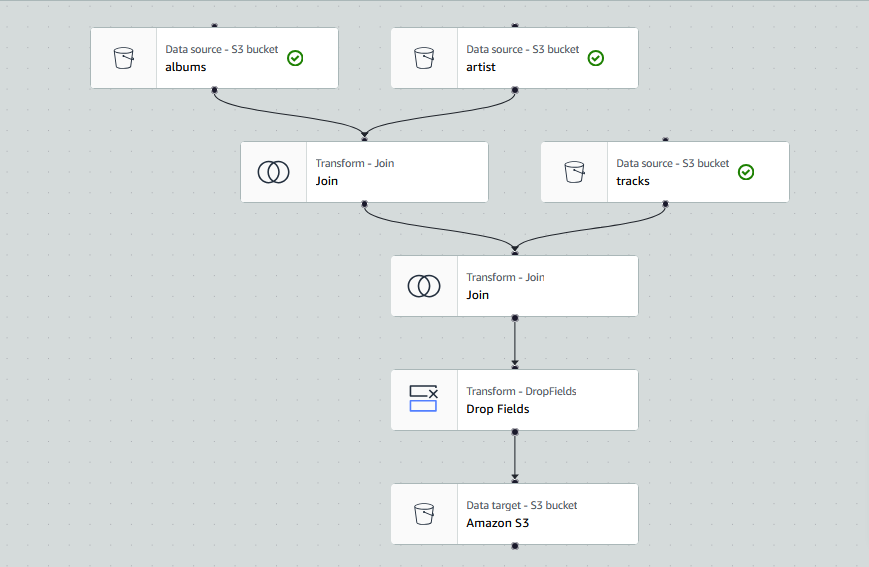 Data source - S3 bucket
albums
Data source - S3 bucket
artist
Transform - Join
Join
Data source - S3 bucket
tracks
Transform - Join
Join
Transform - DropFields
Drop Fields
Data target - S3 bucket
Amazon S3